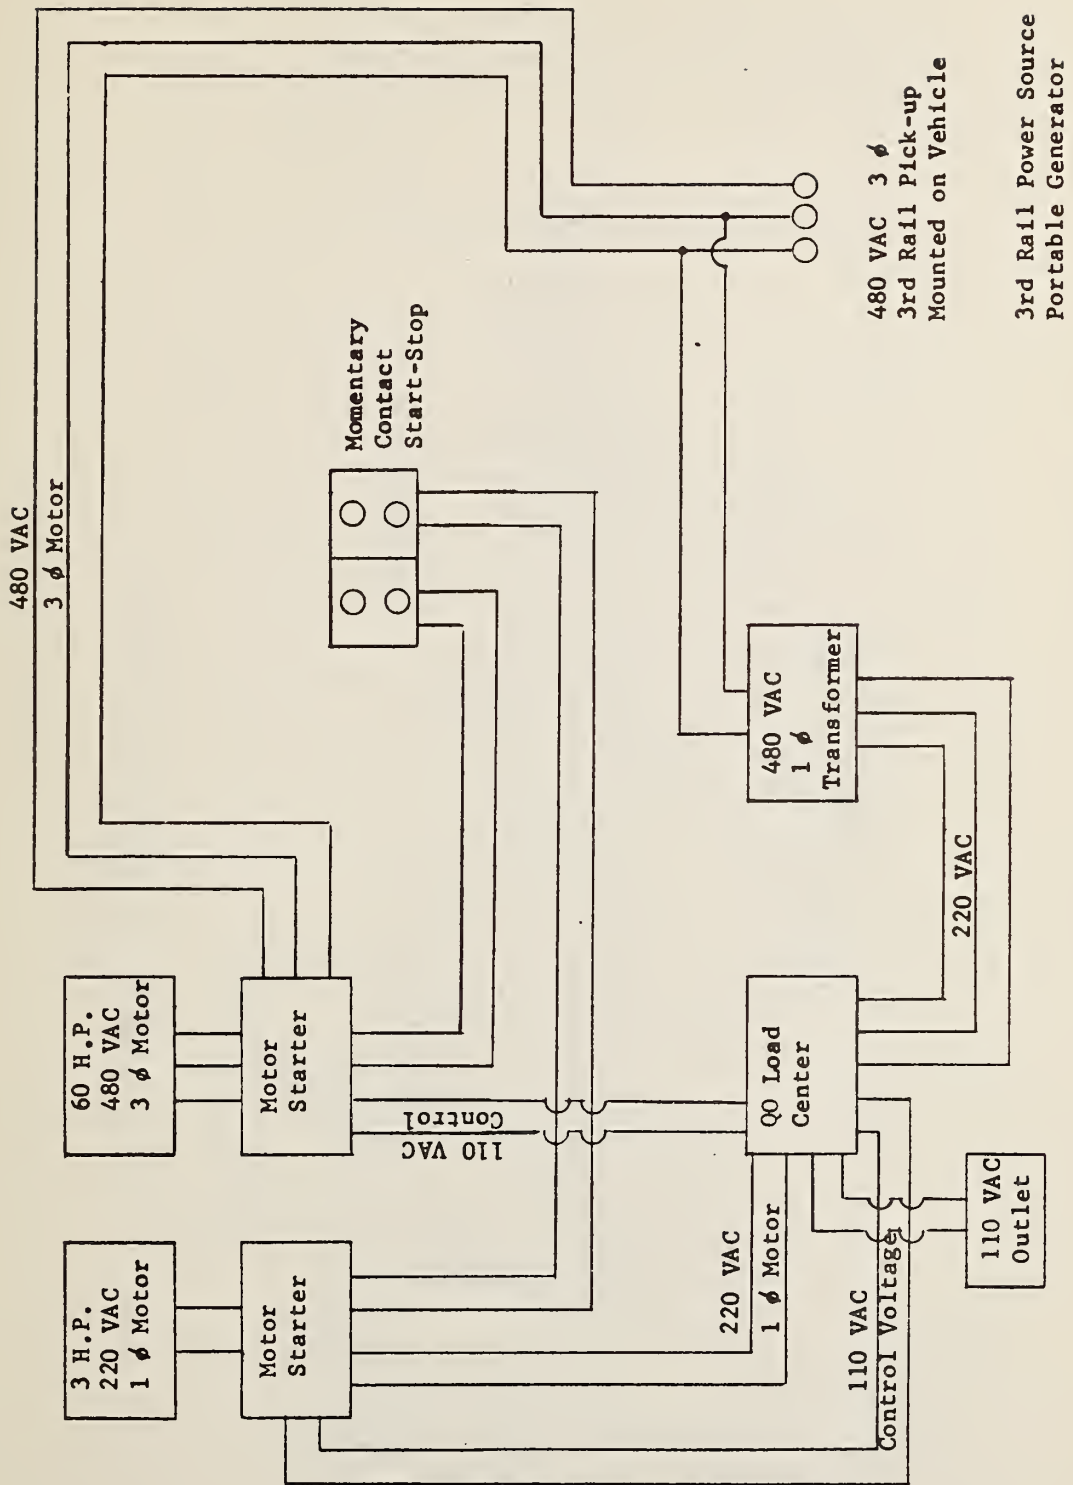 480 VAC
3 ϕ Motor
60 H.P.
480 VAC
3 ϕ Motor
Motor
Starter
3 H.P.
220 VAC
1 ϕ Motor
Motor
Starter
Momentary
Contact
Start-Stop
110 VAC
Control
480 VAC 3 ϕ
3rd Rail Pick-up
Mounted on Vehicle
3rd Rail Power Source
Portable Generator
480 VAC
1 ϕ
Transformer
220 VAC
QO Load
Center
220 VAC
1 ϕ Motor
110 VAC
Control Voltage
110 VAC
Outlet